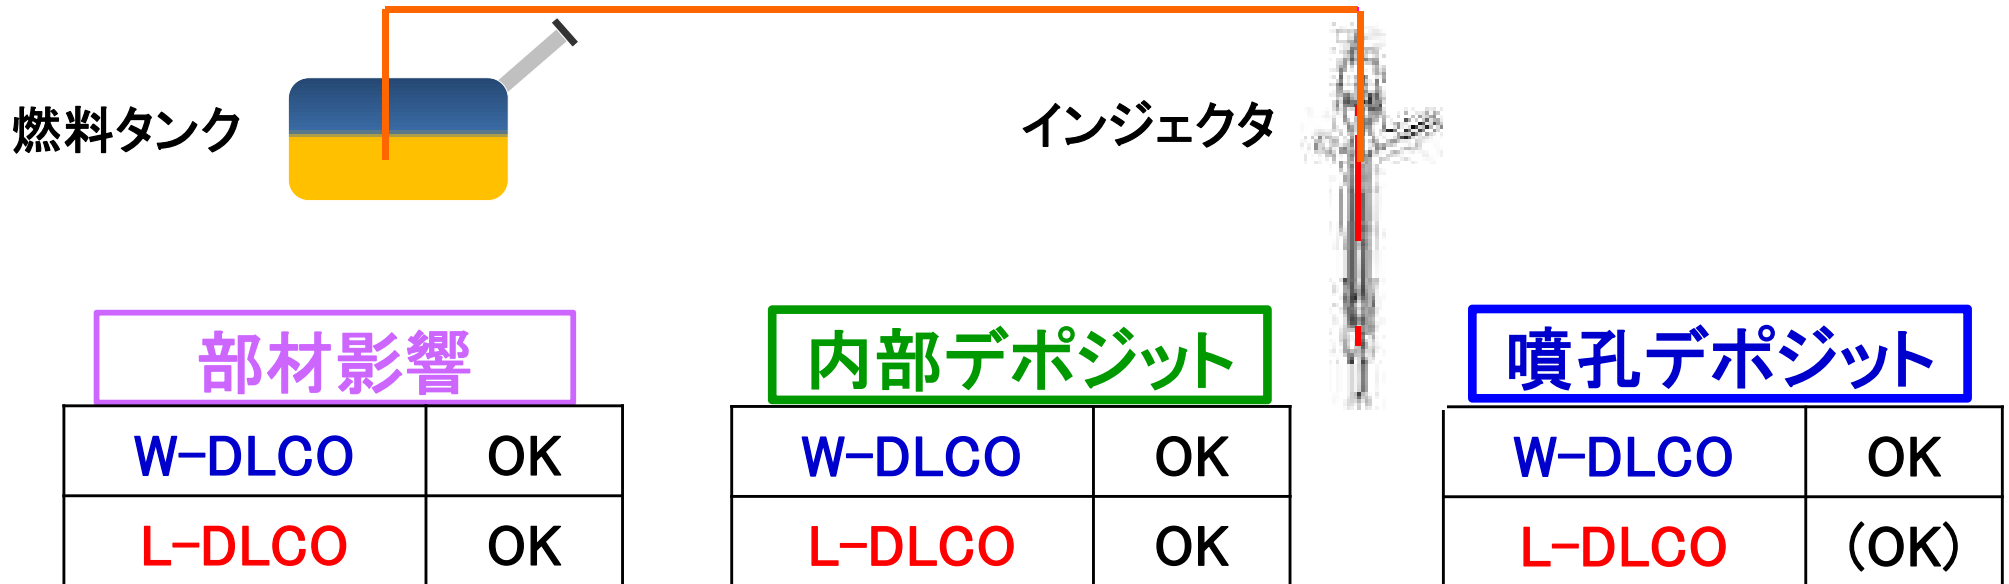 燃料タンク
インジェクタ
部材影響
W-DLCO OK
L-DLCO OK
内部デポジット
W-DLCO OK
L-DLCO OK
噴孔デポジット
W-DLCO OK
L-DLCO (OK)